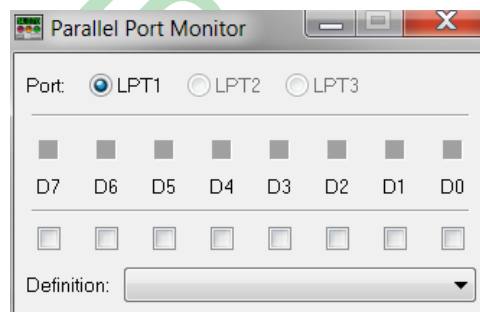 Parallel Port Monitor
Port: LPT1 LPT2 LPT3
D7 D6 D5 D4 D3 D2 D1 D0
Definition: